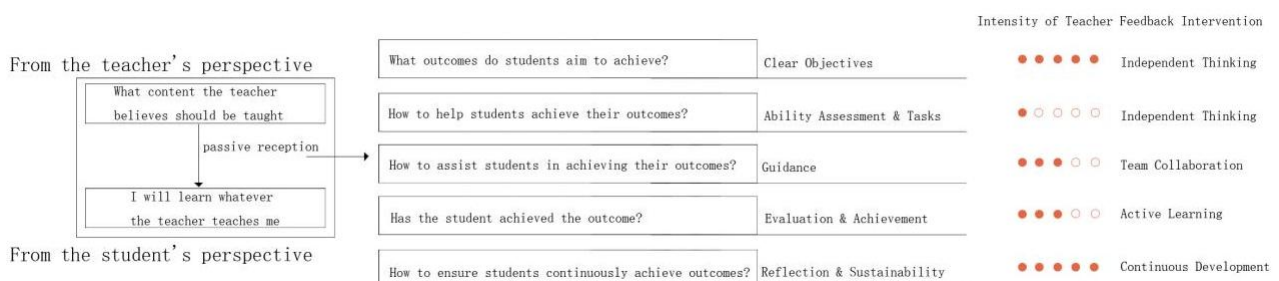 Intensity of Teacher Feedback Intervention
From the teacher's perspective
What content the teacher
believes should be taught
passive reception
I will learn whatever
the teacher teaches me
From the student's perspective
What outcomes do students aim to achieve?
Clear Objectives
Independent Thinking
How to help students achieve their outcomes?
Ability Assessment & Tasks
Independent Thinking
How to assist students in achieving their outcomes?
Guidance
Team Collaboration
Has the student achieved the outcome?
Evaluation & Achievement
Active Learning
How to ensure students continuously achieve outcomes?
Reflection & Sustainability
Continuous Development